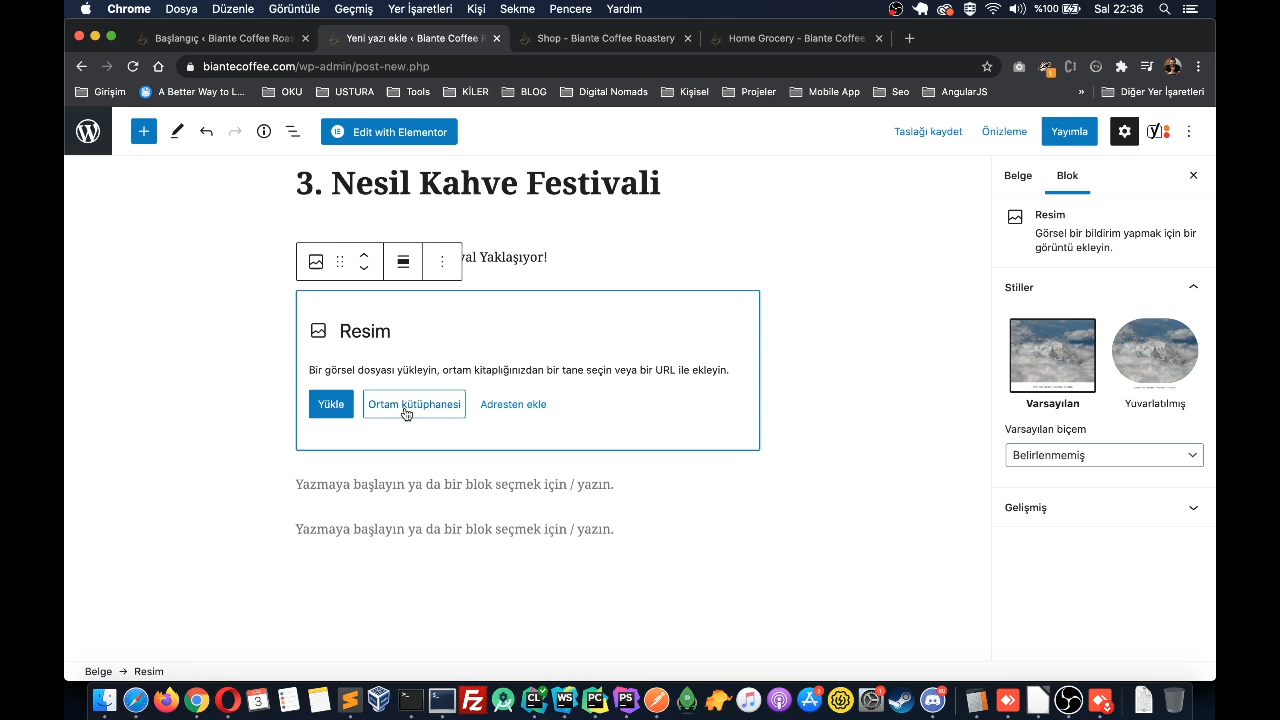 Chrome Dosya Düzenle Görüntüle Geçmiş Yer İşaretleri Kişi Sekme Pencere Yardım %100 Sal 22:36
Başlangıç ‹ Biante Coffee Roas Yeni yazı ekle ‹ Biante Coffee R Shop – Biante Coffee Roastery Home Grocery – Biante Coffee
biantecoffee.com/wp-admin/post-new.php
Girişim A Better Way to L... OKU USTURA Tools KİLER BLOG Digital Nomads Kişisel Projeler Mobile App Seo AngularJS » Diğer Yer İşaretleri
Edit with Elementor Taslağı kaydet Önizleme Yayımla
3. Nesil Kahve Festivali
val Yaklaşıyor!
Resim
Bir görsel dosyası yükleyin, ortam kitaplığınızdan bir tane seçin veya bir URL ile ekleyin.
Yükle Ortam kütüphanesi Adresten ekle
Yazmaya başlayın ya da bir blok seçmek için / yazın.
Yazmaya başlayın ya da bir blok seçmek için / yazın.
Belge Blok
Resim
Görsel bir bildirim yapmak için bir
görüntü ekleyin.
Stiller
Varsayılan Yuvarlatılmış
Varsayılan biçem
Belirlenmemiş
Gelişmiş
Belge → Resim